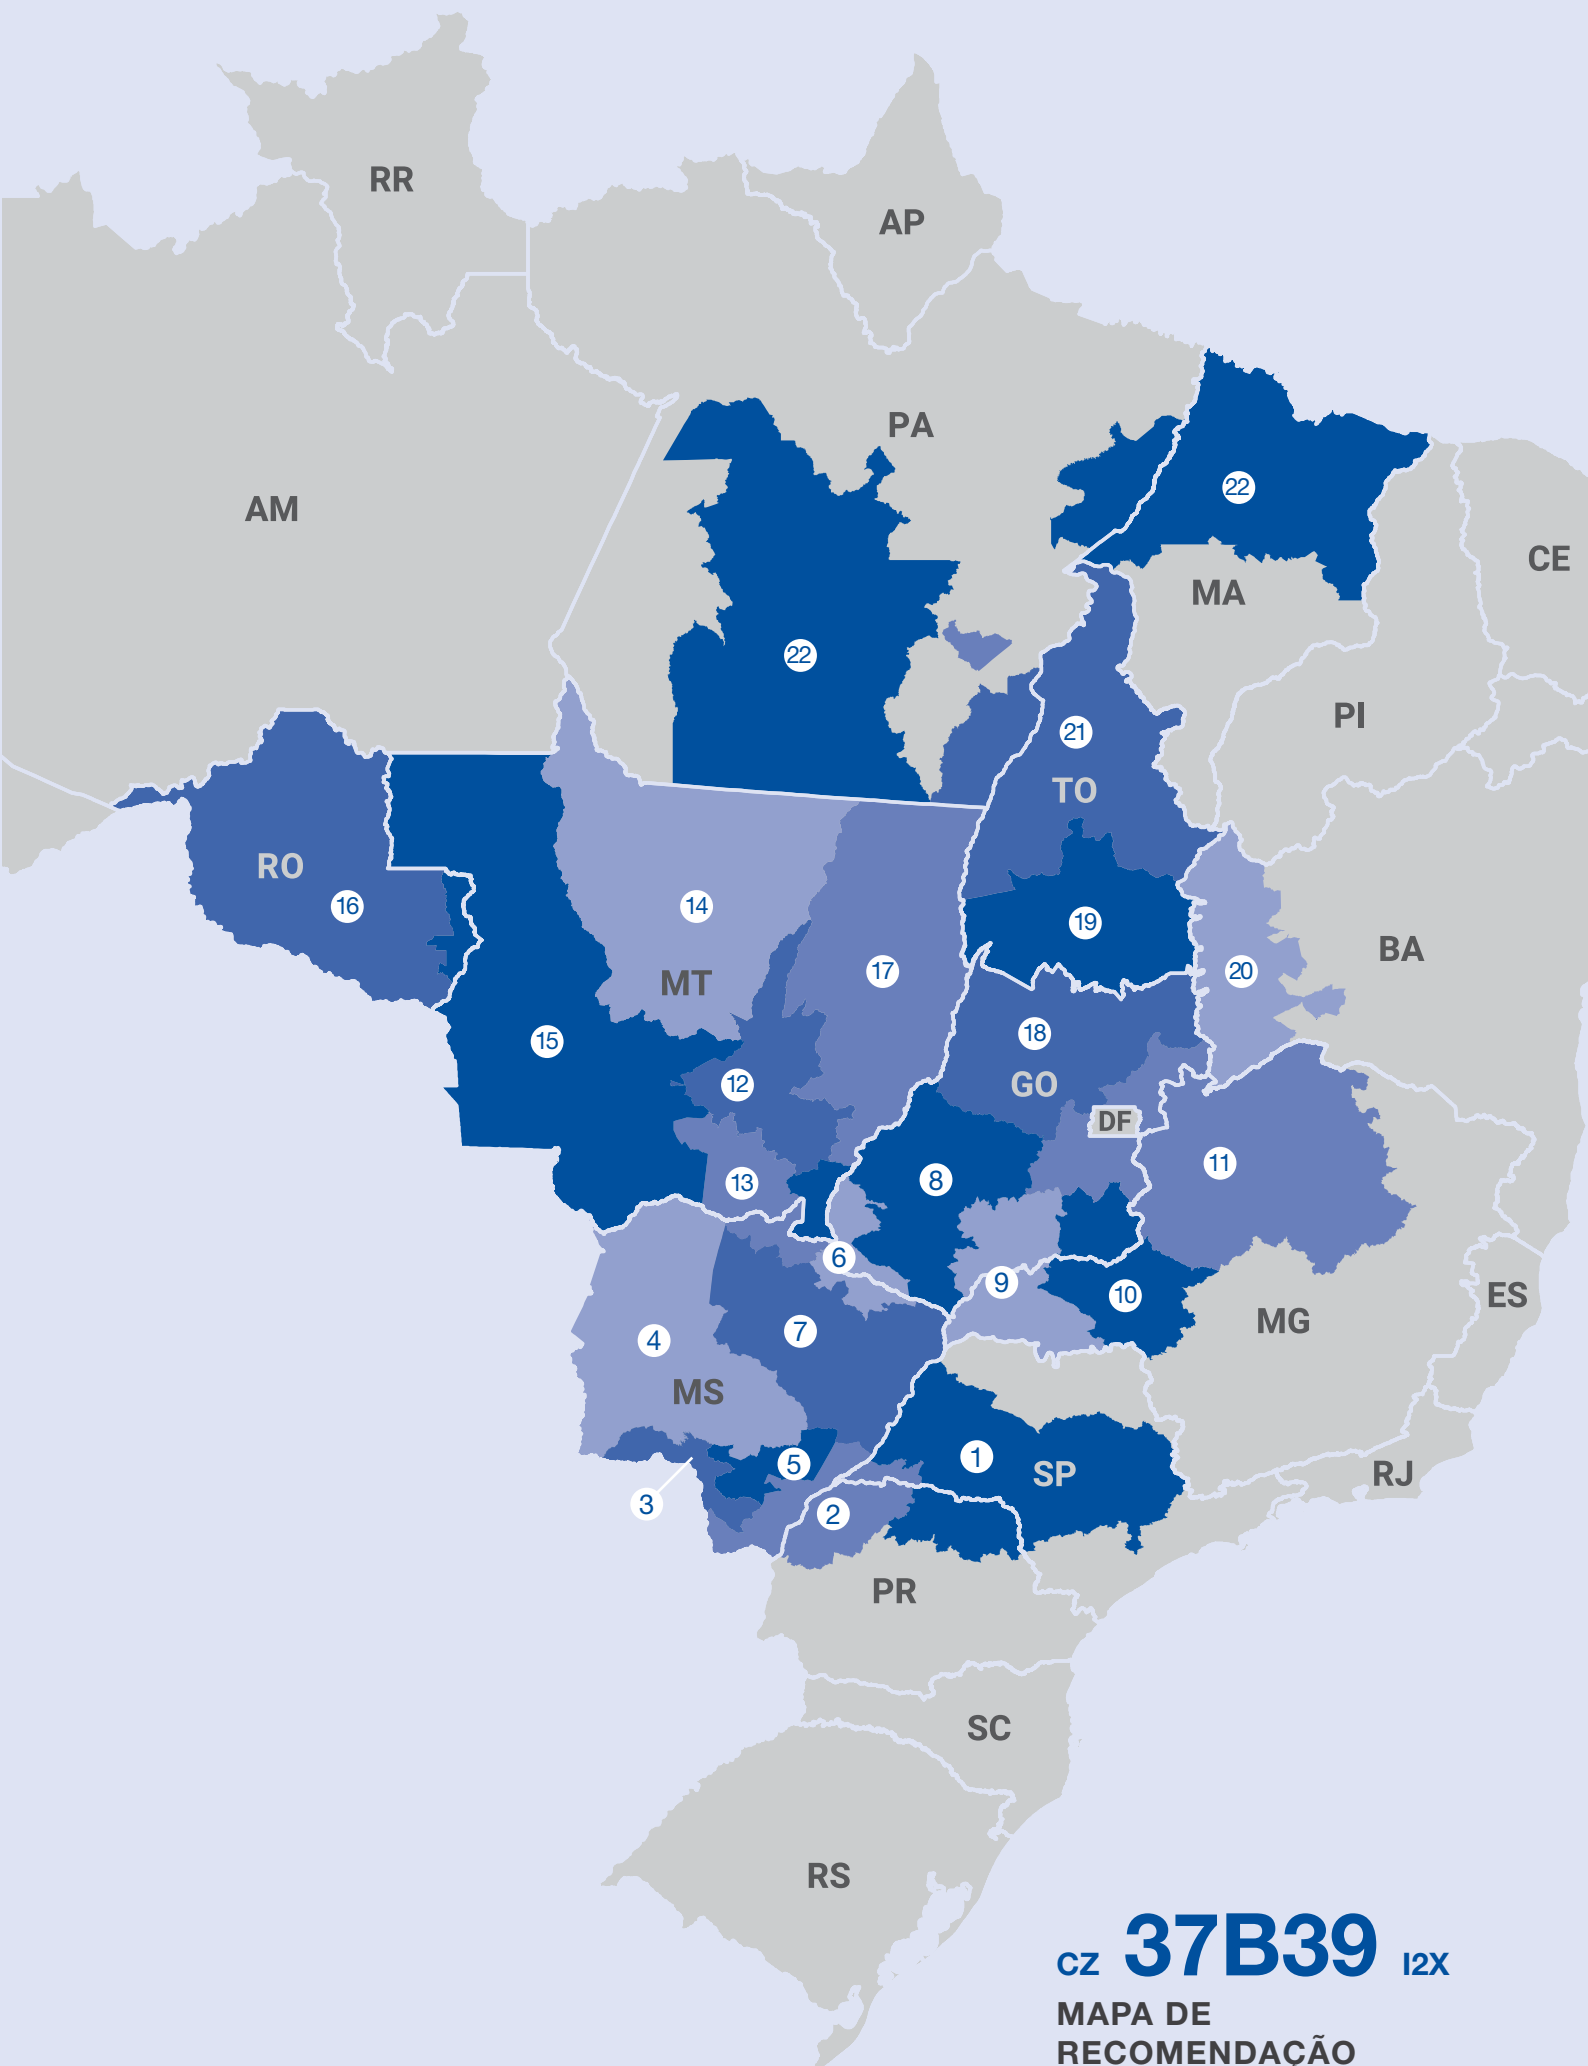 RR
AP
PA
22
AM
CE
MA
22
PI
21
TO
RO
16
14
19
BA
MT
17
20
18
15
12
GO
DF
11
13
8
6
9
10
ES
MG
4
7
MS
1
5
SP
RJ
3
2
PR
SC
RS
CZ 37B39 I2X
MAPA DE
RECOMENDAÇÃO